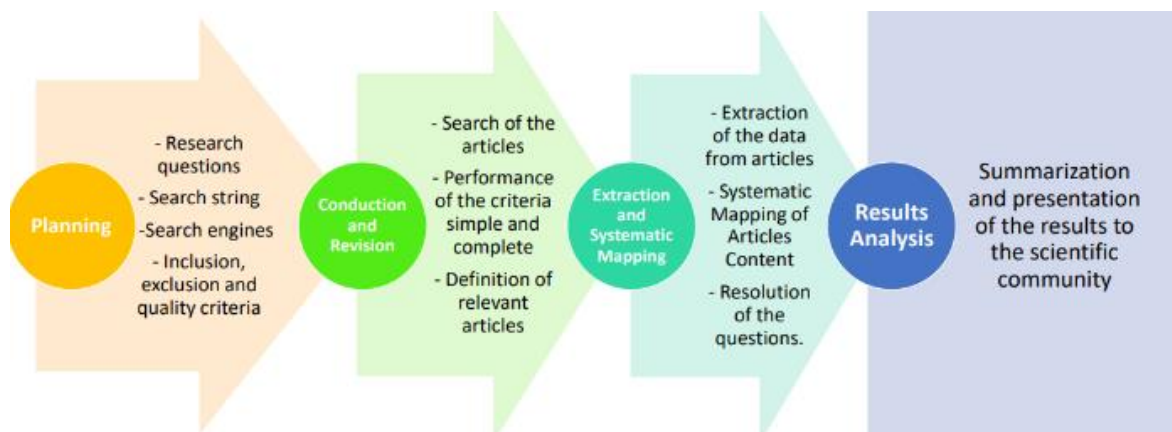 Planning
- Research
questions
- Search string
-Search engines
- Inclusion,
exclusion and
quality criteria
Conduction
and
Revision
- Search of the
articles
- Performance
of the criteria
simple and
complete
- Definition of
relevant
articles
Extraction
and
Systematic
Mapping
- Extraction
of the data
from articles
- Systematic
Mapping of
Articles
Content
- Resolution
of the
questions.
Results
Analysis
Summarization
and presentation
of the results to
the scientific
community